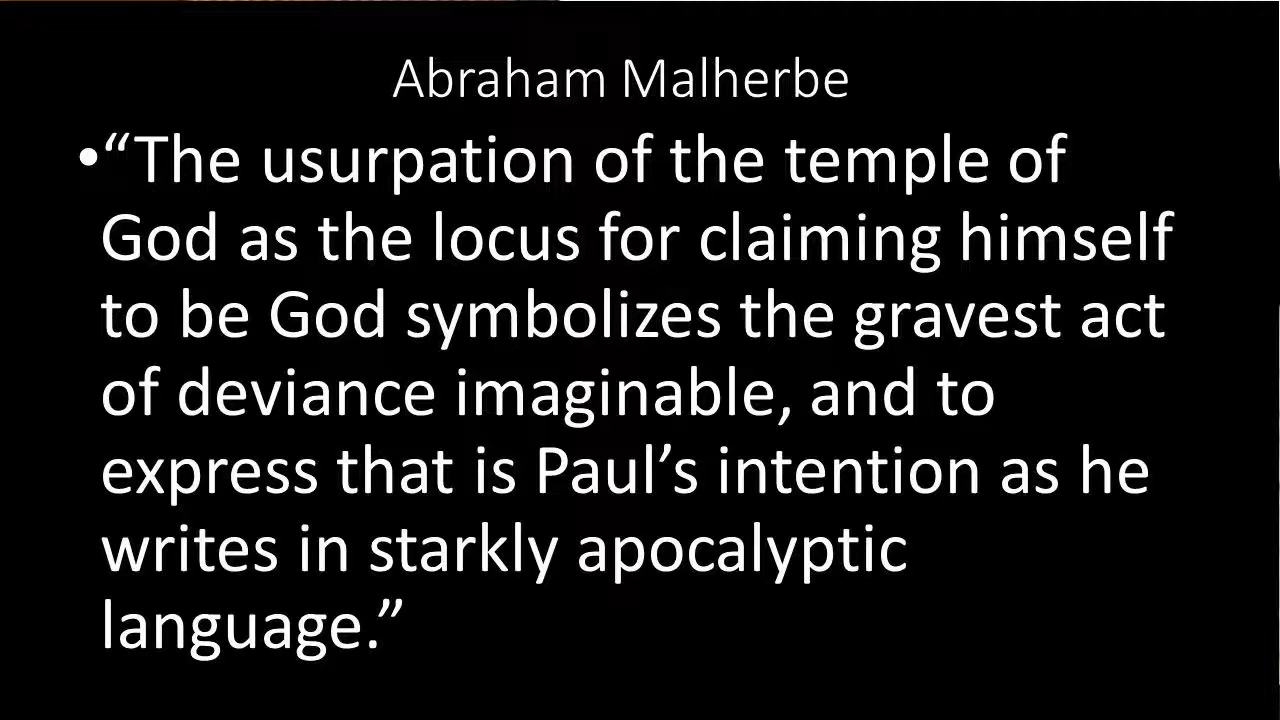 Abraham Malherbe
•“The usurpation of the temple of
God as the locus for claiming himself
to be God symbolizes the gravest act
of deviance imaginable, and to
express that is Paul’s intention as he
writes in starkly apocalyptic
language.”